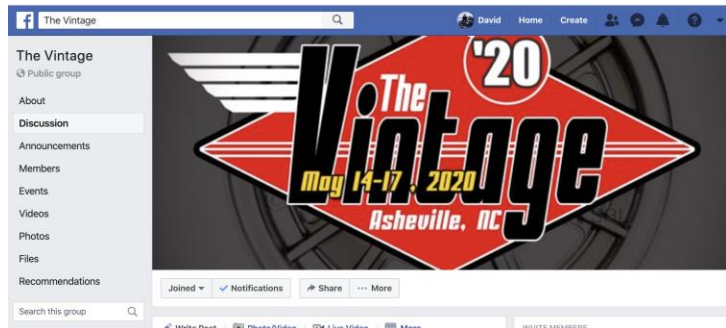 The Vintage
David Home Create
The Vintage
Public group
About
Discussion
Announcements
Members
Events
Videos
Photos
Files
Recommendations
Search this group
'20
The
Vintage
May 14-17, 2020
Asheville, NC
Joined Notifications Share More
Write Post Photo/Video Live Video More
INVITE MEMBERS